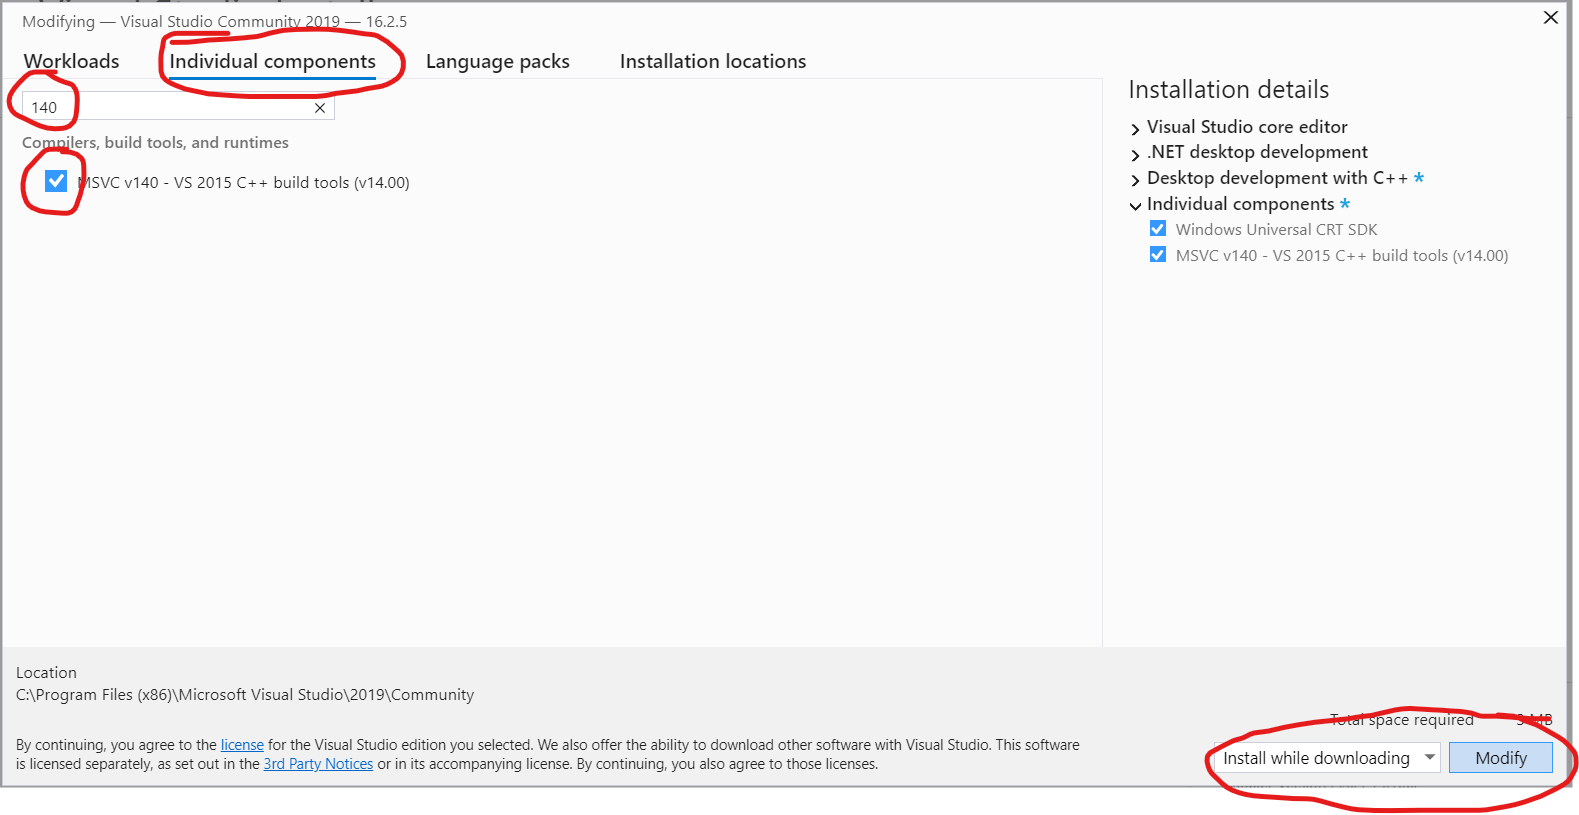 Modifying — Visual Studio Community 2019 — 16.2.5
Workloads
Individual components
Language packs
Installation locations
140
Compilers, build tools, and runtimes
MSVC v140 - VS 2015 C++ build tools (v14.00)
Installation details
Visual Studio core editor
.NET desktop development
Desktop development with C++ *
Individual components *
Windows Universal CRT SDK
MSVC v140 - VS 2015 C++ build tools (v14.00)
Location
C:\Program Files (x86)\Microsoft Visual Studio\2019\Community
Total space required
MB
By continuing, you agree to the license for the Visual Studio edition you selected. We also offer the ability to download other software with Visual Studio. This software
is licensed separately, as set out in the 3rd Party Notices or in its accompanying license. By continuing, you also agree to those licenses.
Install while downloading
Modify